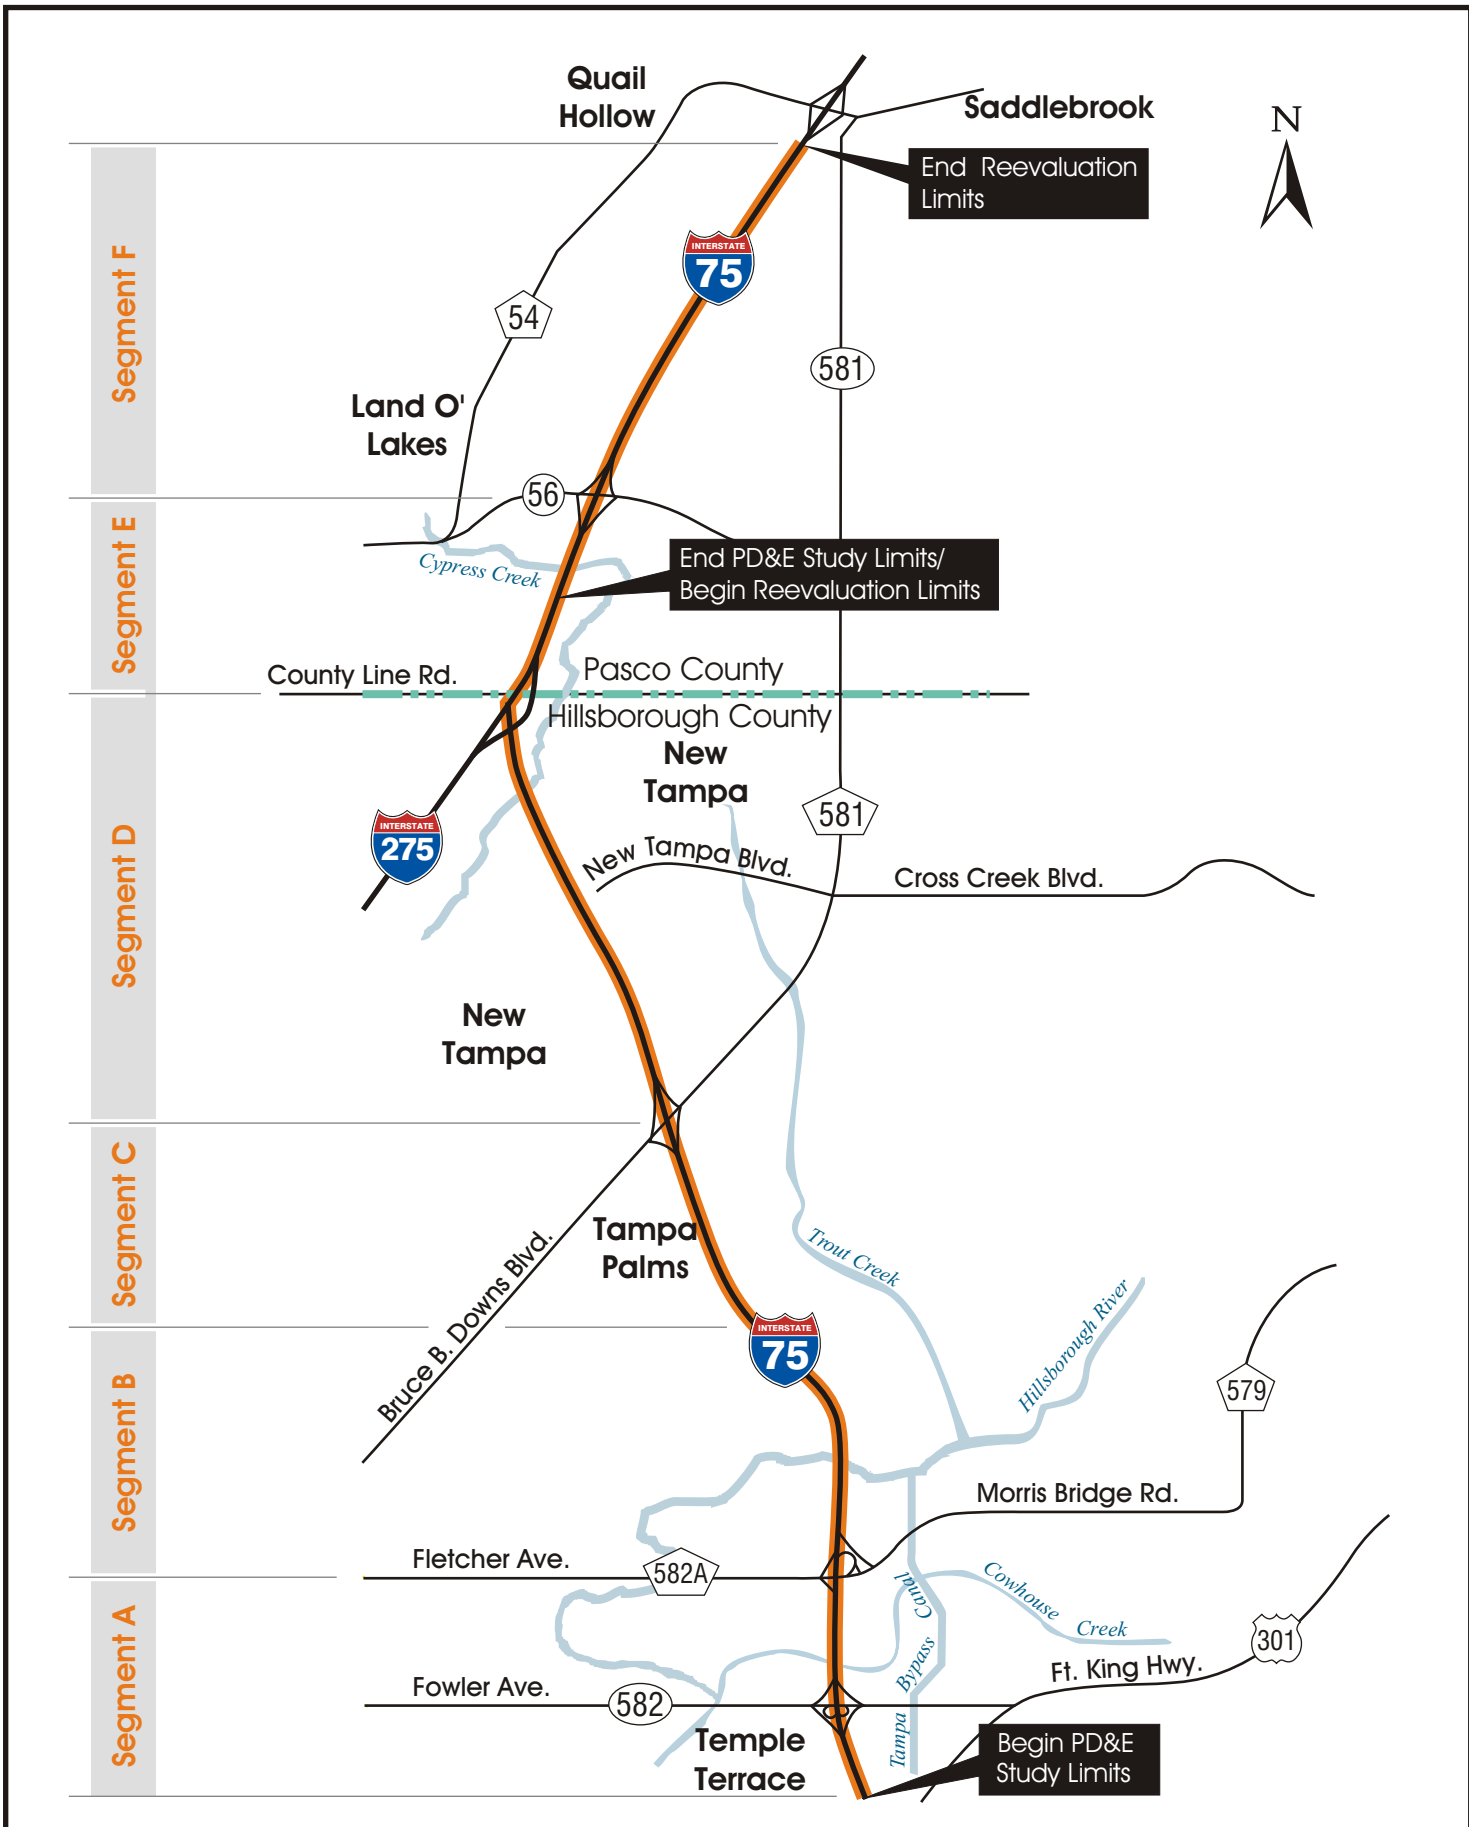 Quail
Hollow
Saddlebrook
N
End Reevaluation
Limits
Segment F
INTERSTATE
75
54
581
Land O'
Lakes
56
Segment E
Cypress Creek
End PD&E Study Limits/
Begin Reevaluation Limits
County Line Rd.
Pasco County
Hillsborough County
New
Tampa
581
INTERSTATE
275
Segment D
New Tampa Blvd.
Cross Creek Blvd.
New
Tampa
Segment C
Tampa
Palms
Bruce B. Downs Blvd.
Trout Creek
Hillsborough River
INTERSTATE
75
579
Segment B
Morris Bridge Rd.
Fletcher Ave.
582A
Cowhouse Creek
Tampa Bypass Canal
Segment A
301
Ft. King Hwy.
Fowler Ave.
582
Temple
Terrace
Begin PD&E
Study Limits